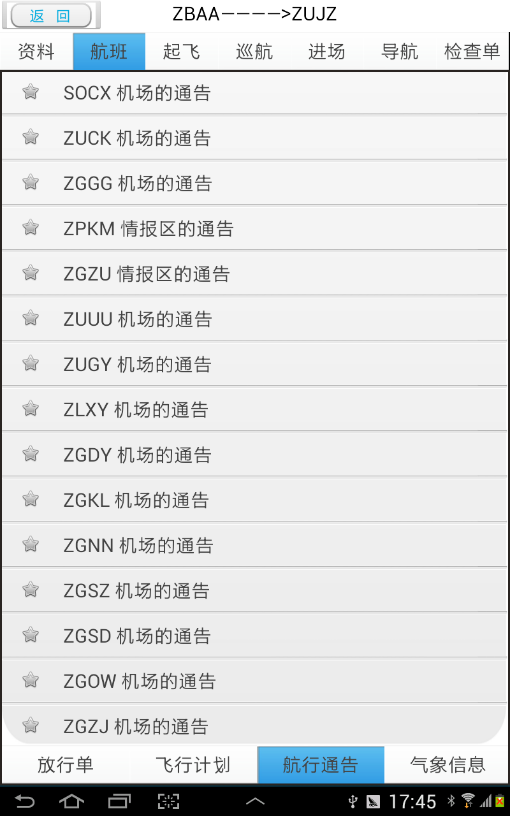 返 回
ZBAA————>ZUJZ
资料 航班 起飞 巡航 进场 导航 检查单
SOCX 机场的通告
ZUCK 机场的通告
ZGGG 机场的通告
ZPKM 情报区的通告
ZGZU 情报区的通告
ZUUU 机场的通告
ZUGY 机场的通告
ZLXY 机场的通告
ZGDY 机场的通告
ZGKL 机场的通告
ZGNN 机场的通告
ZGSZ 机场的通告
ZGSD 机场的通告
ZGOW 机场的通告
ZGZJ 机场的通告
放行单 飞行计划 航行通告 气象信息
17:45